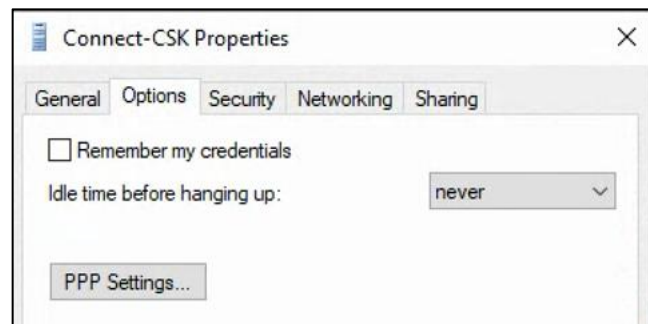 Connect-CSK Properties
General Options Security Networking Sharing
Remember my credentials
Idle time before hanging up: never
PPP Settings...